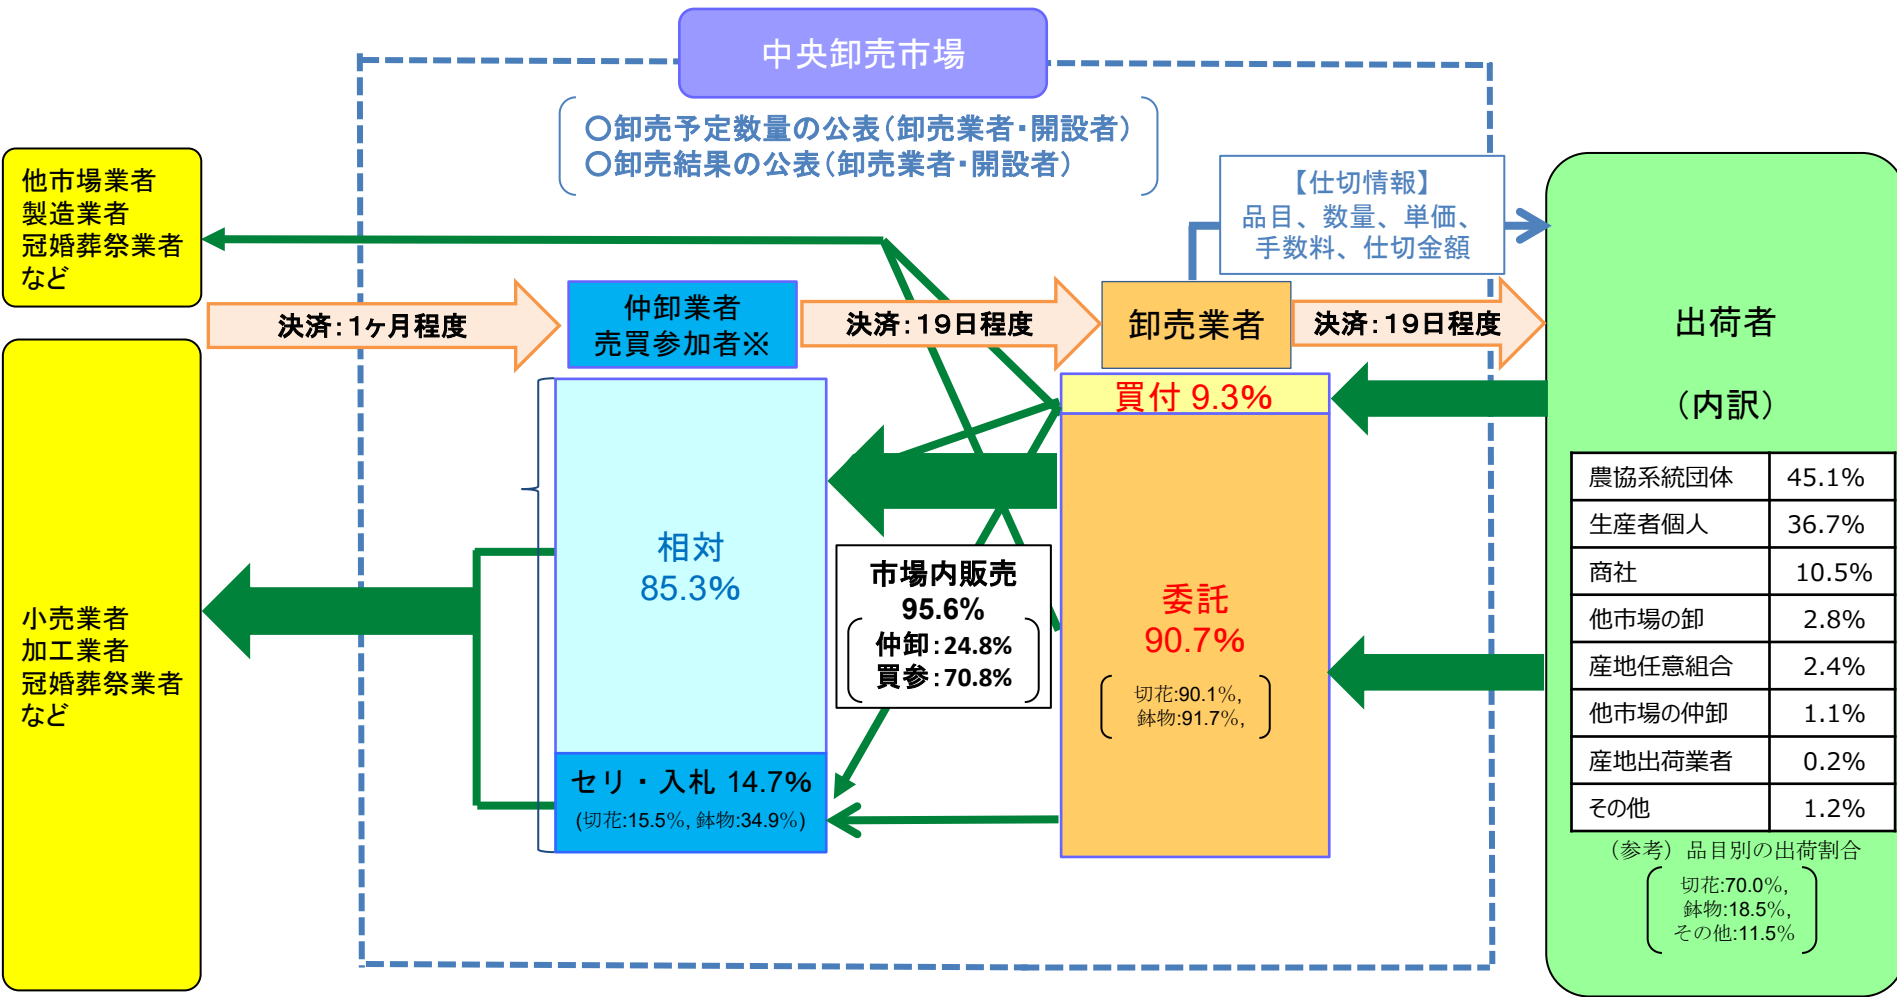 中央卸売市場
〇卸売予定数量の公表(卸売業者・開設者)
〇卸売結果の公表(卸売業者・開設者)
他市場業者
製造業者
冠婚葬祭業者
など
【仕切情報】
品目、数量、単価、
手数料、仕切金額
決済:1ヶ月程度
仲卸業者
売買参加者※
決済:19日程度
卸売業者
決済:19日程度
出荷者
(内訳)
買付 9.3%
相対
85.3%
市場内販売
95.6%
仲卸:24.8%
買参:70.8%
委託
90.7%
切花:90.1%,
鉢物:91.7%,
セリ・入札 14.7%
(切花:15.5%, 鉢物:34.9%)
小売業者
加工業者
冠婚葬祭業者
など
農協系統団体 45.1%
生産者個人 36.7%
商社 10.5%
他市場の卸 2.8%
産地任意組合 2.4%
他市場の仲卸 1.1%
産地出荷業者 0.2%
その他 1.2%
(参考)品目別の出荷割合
切花:70.0%,
鉢物:18.5%,
その他:11.5%